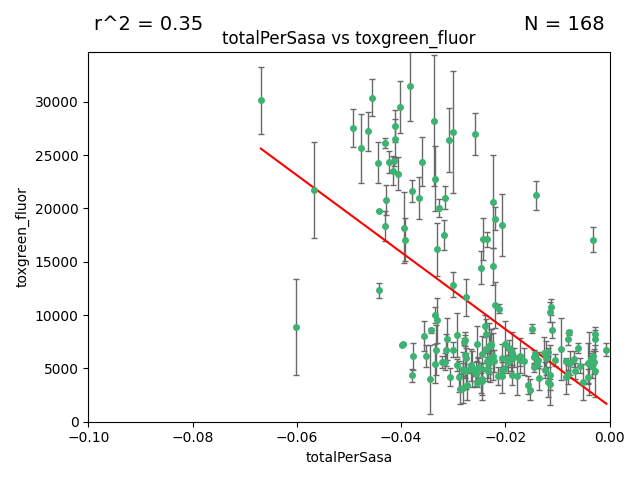 r^2 = 0.35
N = 168
totalPerSasa vs toxgreen_fluor
toxgreen_fluor
30000
25000
20000
15000
10000
5000
0
−0.10
−0.08
−0.06
−0.04
−0.02
0.00
totalPerSasa